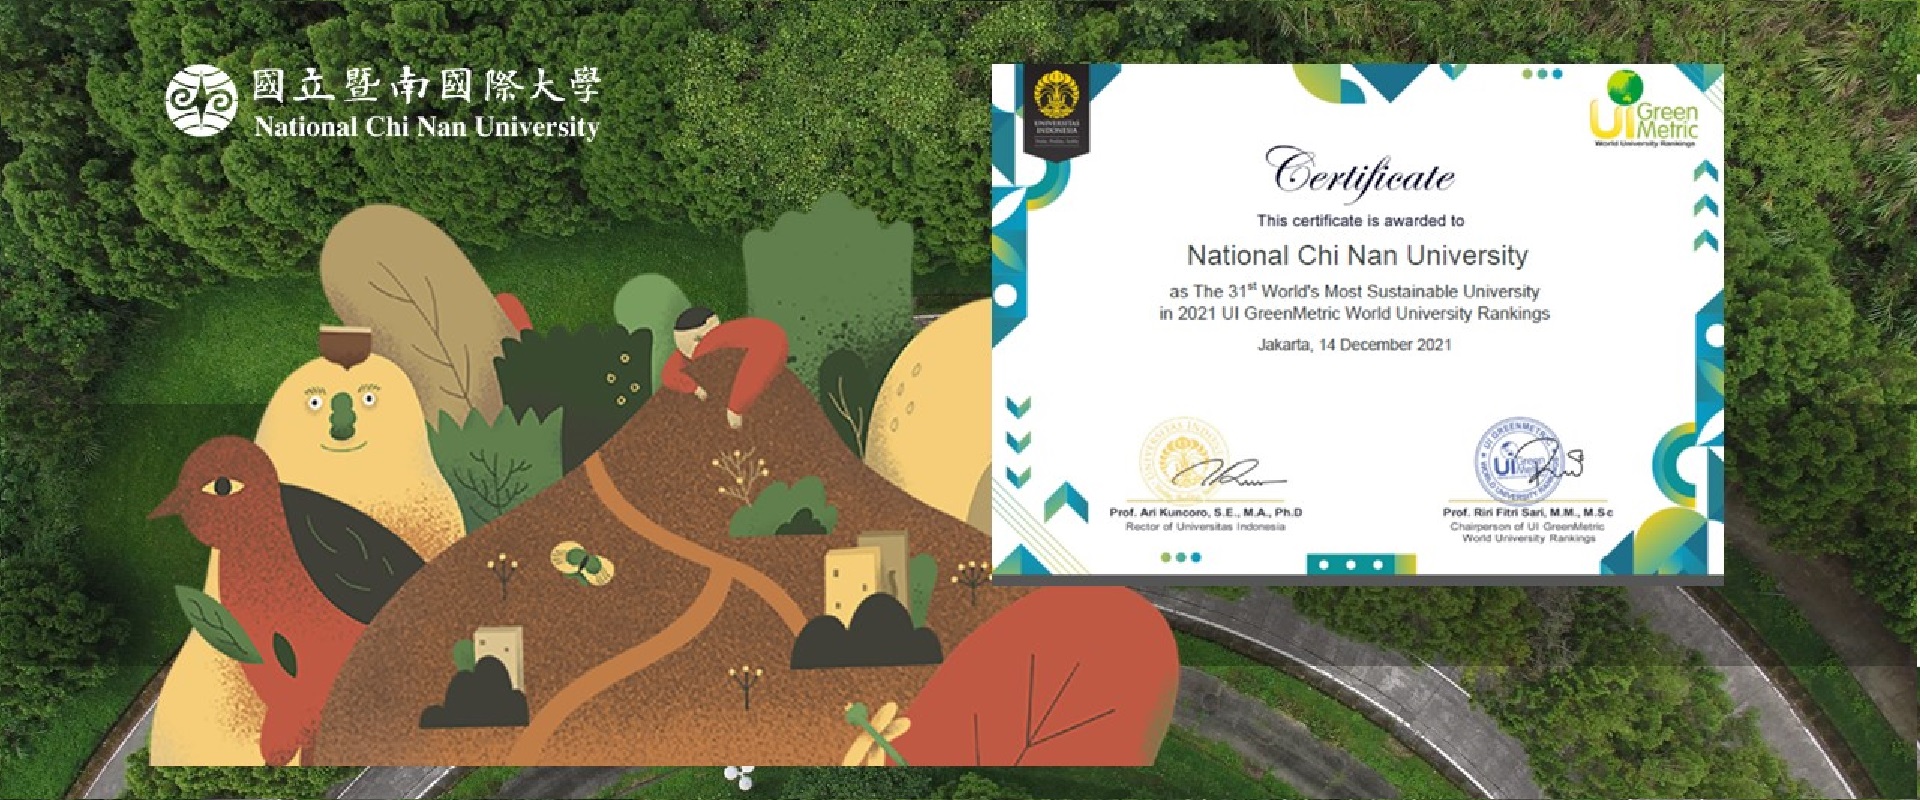 國立暨南國際大學
National Chi Nan University
UNIVERSITAS
INDONESIA
UI Green
Metric
World University Rankings
Certificate
This certificate is awarded to
National Chi Nan University
as The 31st World's Most Sustainable University
in 2021 UI GreenMetric World University Rankings
Jakarta, 14 December 2021
Prof. Ari Kuncoro, S.E., M.A., Ph.D
Rector of Universitas Indonesia
Prof. Riri Fitri Sari, M.M., M.Sc
Chairperson of UI GreenMetric
World University Rankings